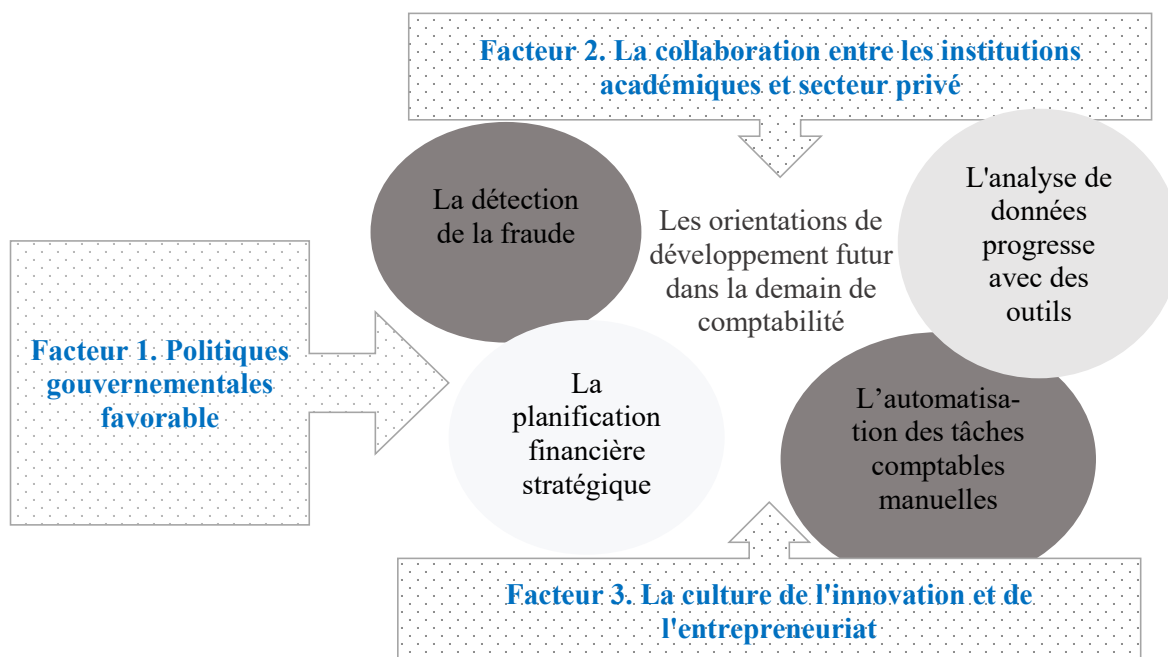 Facteur 2. La collaboration entre les institutions
académiques et secteur privé
La détection
de la fraude
Les orientations de
développement futur
dans la demain de
comptabilité
L'analyse de
données
progresse
avec des
outils
Facteur 1. Politiques
gouvernementales
favorable
La
planification
financière
stratégique
L’automatisa-
tion des tâches
comptables
manuelles
Facteur 3. La culture de l'innovation et de
l'entrepreneuriat